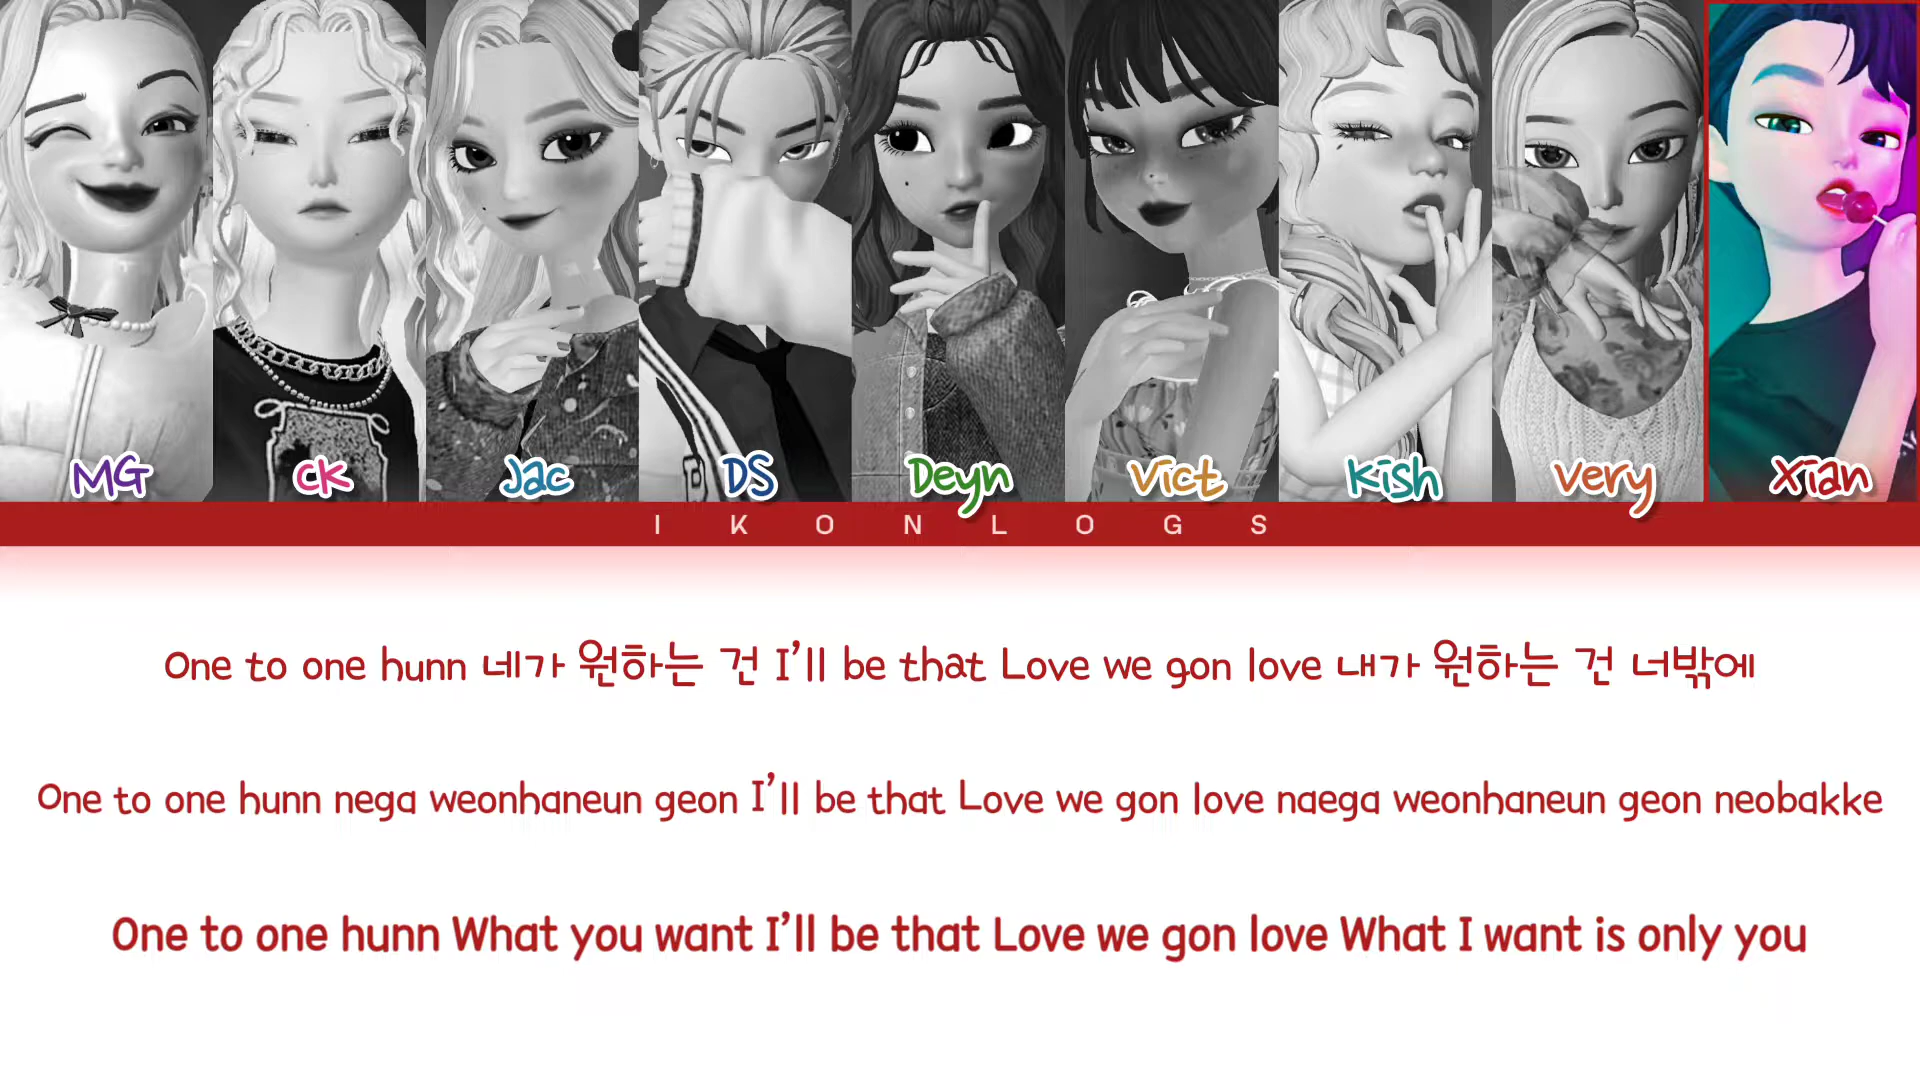 MG CK Jac DS Deyn Vict Kish Very Xian
IKONLOGS
One to one hunn 네가 원하는 건 I'll be that Love we gon love 내가 원하는 건 너밖에
One to one hunn nega weonhaneun geon I'll be that Love we gon love naega weonhaneun geon neobakke
One to one hunn What you want I'll be that Love we gon love What I want is only you